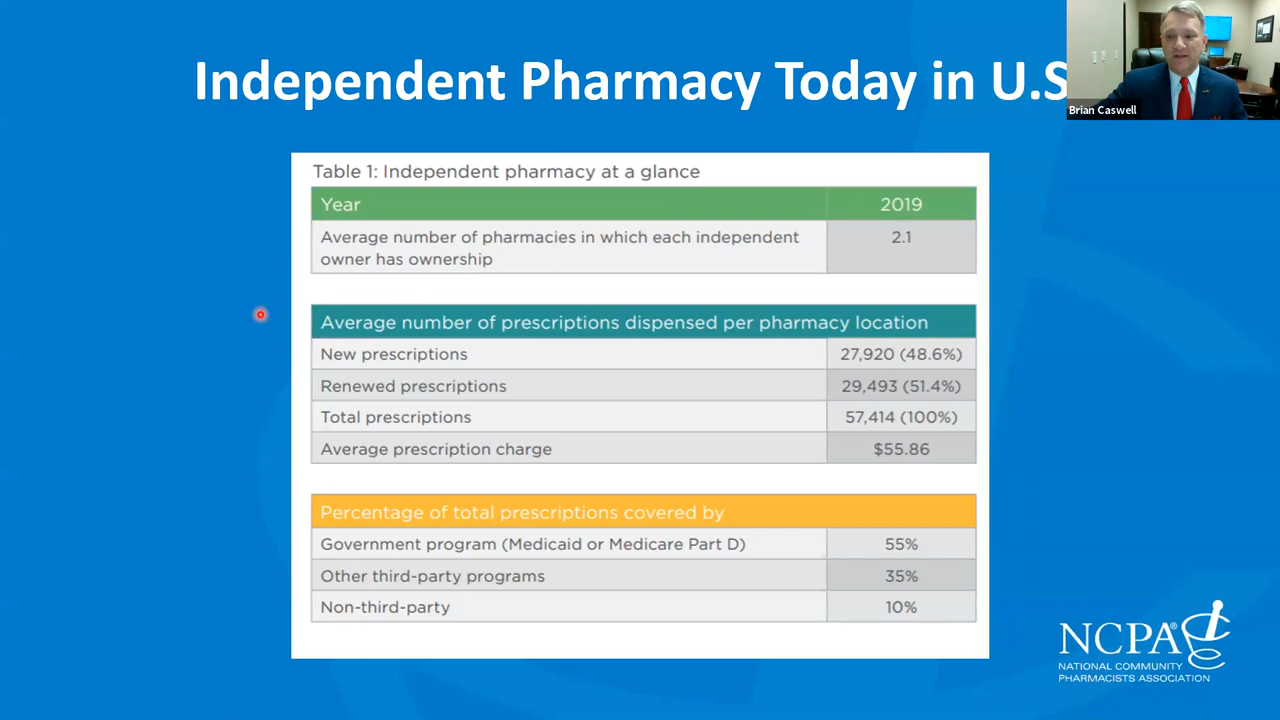 Independent Pharmacy Today in U.S
Brian Caswell
Table 1: Independent pharmacy at a glance
Year 2019
Average number of pharmacies in which each independent
owner has ownership 2.1
Average number of prescriptions dispensed per pharmacy location
New prescriptions 27,920 (48.6%)
Renewed prescriptions 29,493 (51.4%)
Total prescriptions 57,414 (100%)
Average prescription charge $55.86
Percentage of total prescriptions covered by
Government program (Medicaid or Medicare Part D) 55%
Other third-party programs 35%
Non-third-party 10%
NCPA®
NATIONAL COMMUNITY
PHARMACISTS ASSOCIATION